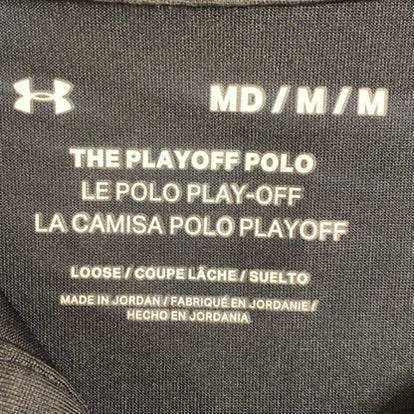 MD / M / M
THE PLAYOFF POLO
LE POLO PLAY-OFF
LA CAMISA POLO PLAYOFF
LOOSE / COUPE LÂCHE / SUELTO
MADE IN JORDAN / FABRIQUÉ EN JORDANIE /
HECHO EN JORDANIA